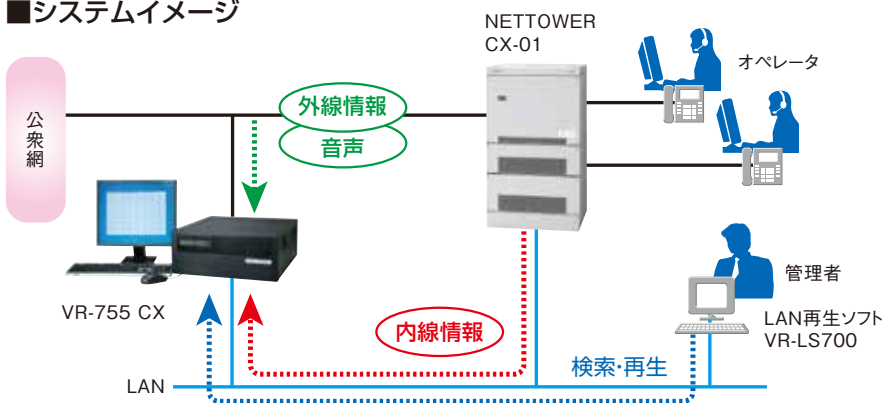 ■システムイメージ
NETTOWER
CX-01
オペレータ
公衆網
外線情報
音声
VR-755 CX
内線情報
管理者
LAN再生ソフト
VR-LS700
検索・再生
LAN